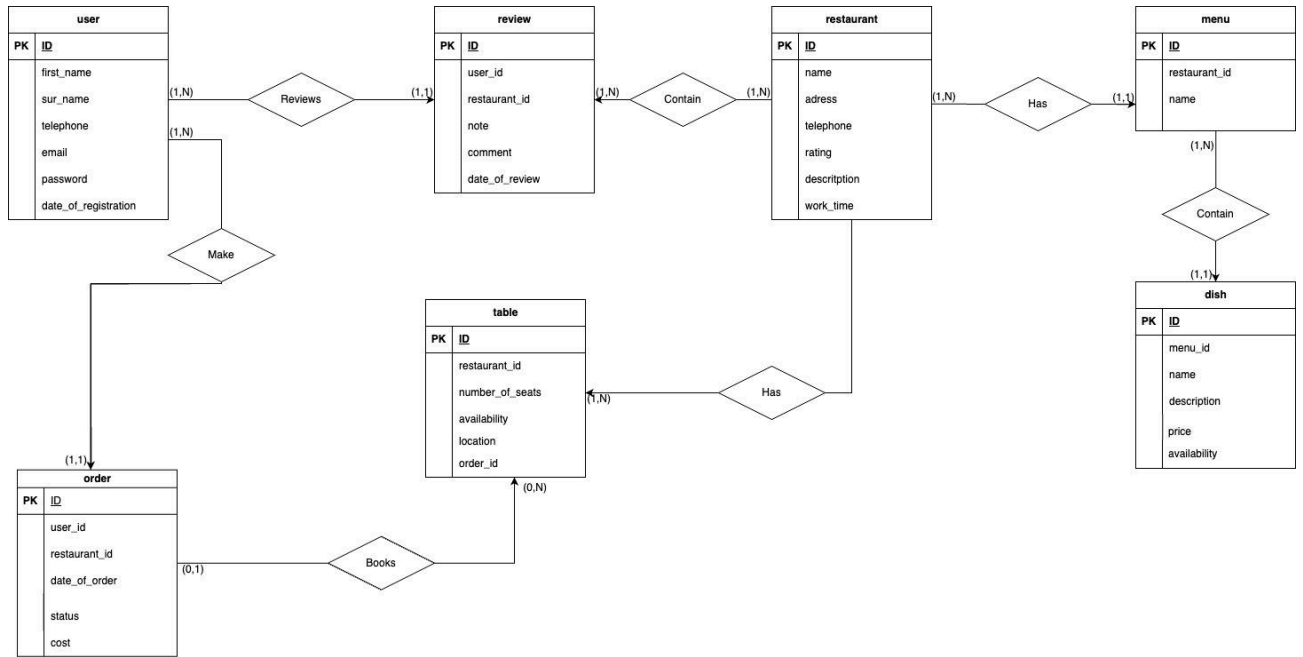 user
PK ID
first_name
sur_name
telephone
email
password
date_of_registration
(1,N)
(1,N)
Reviews
(1,1)
review
PK ID
user_id
restaurant_id
note
comment
date_of_review
(1,N)
Contain
(1,N)
restaurant
PK ID
name
adress
telephone
rating
descritption
work_time
(1,N)
Has
(1,1)
menu
PK ID
restaurant_id
name
(1,N)
Contain
(1,1)
dish
PK ID
menu_id
name
description
price
availability
Make
(1,1)
table
PK ID
restaurant_id
number_of_seats
availability
location
order_id
(1,N)
Has
(0,N)
order
PK ID
user_id
restaurant_id
date_of_order
status
cost
(0,1)
Books